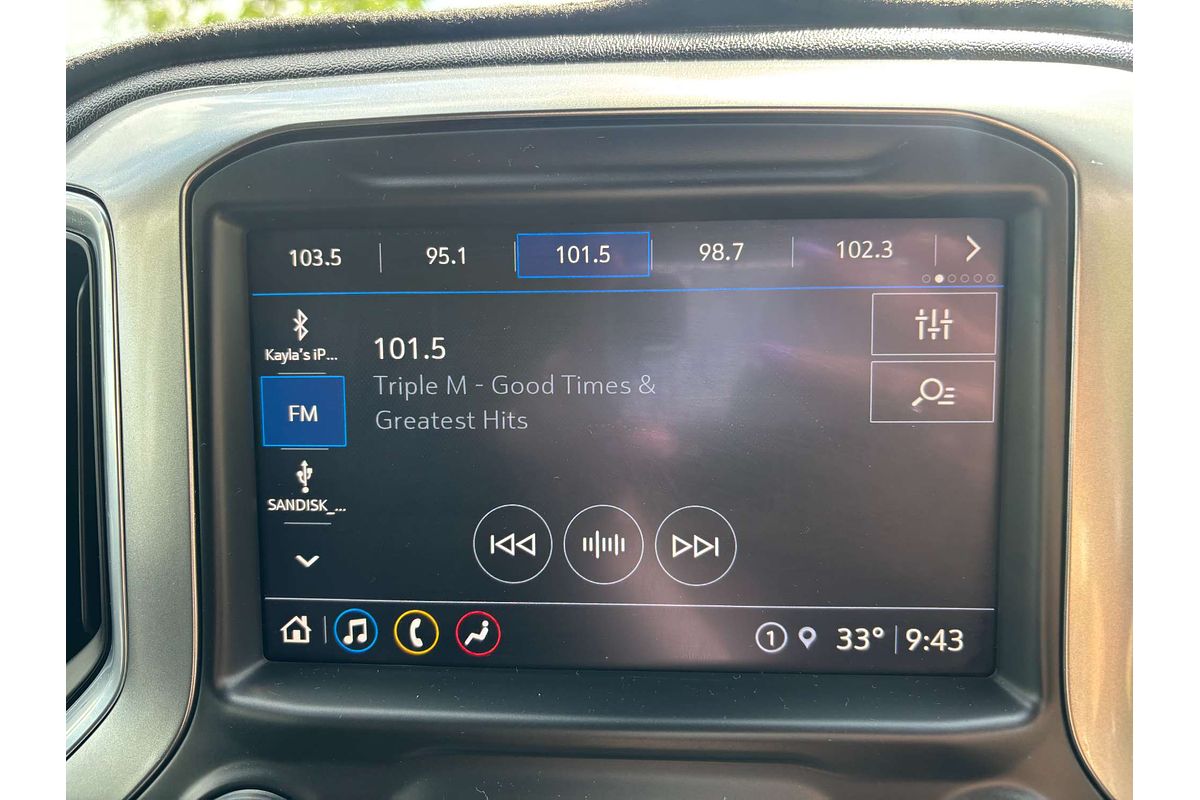 103.5 95.1 101.5 98.7 102.3
Kayla's iP...
101.5
FM
Triple M - Good Times &
Greatest Hits
SANDISK_...
1 33° 9:43